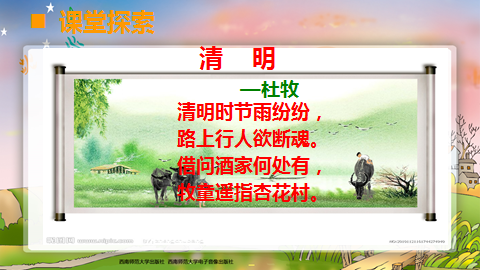 ■ 课堂探索
清 明
—杜牧
清明时节雨纷纷，
路上行人欲断魂。
借问酒家何处有，
牧童遥指杏花村。
西南师范大学出版社 西南师范大学电子音像出版社